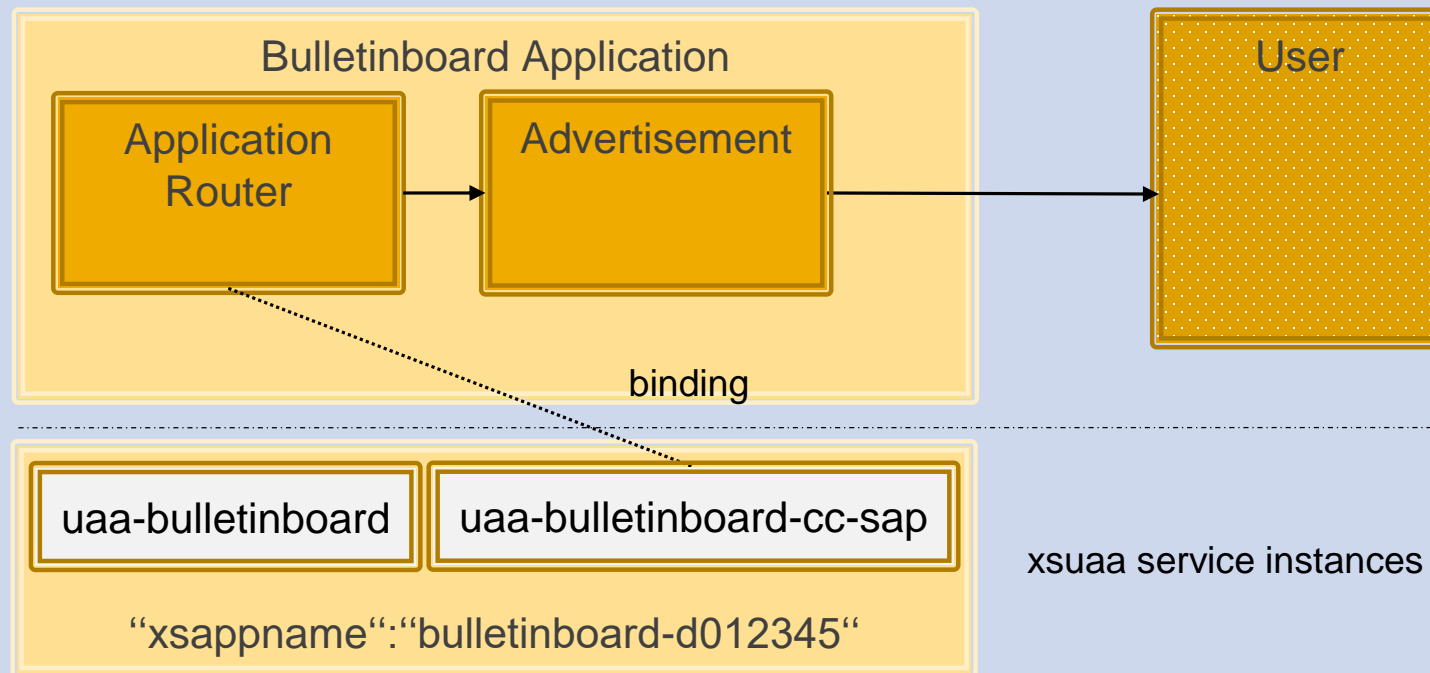 Bulletinboard Application
User
Application
Router
Advertisement
binding
uaa-bulletinboard
uaa-bulletinboard-cc-sap
xsuaa service instances
‘‘xsappname‘‘:‘‘bulletinboard-d012345‘‘